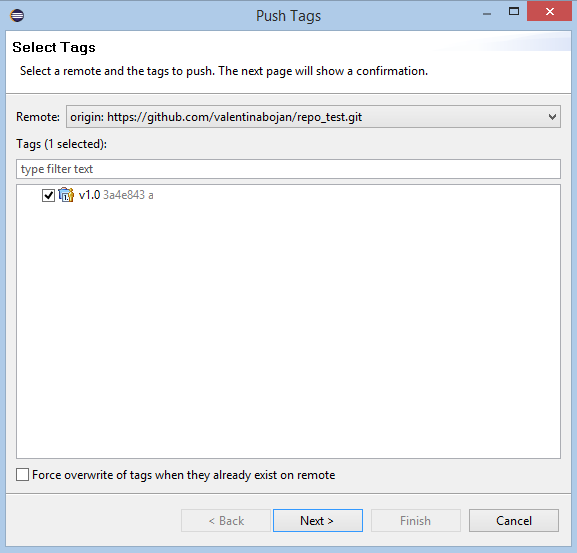 Push Tags
Select Tags
Select a remote and the tags to push. The next page will show a confirmation.
Remote: origin: https://github.com/valentinabojan/repo_test.git
Tags (1 selected):
type filter text
v1.0 3a4e843 a
Force overwrite of tags when they already exist on remote
< Back Next > Finish Cancel